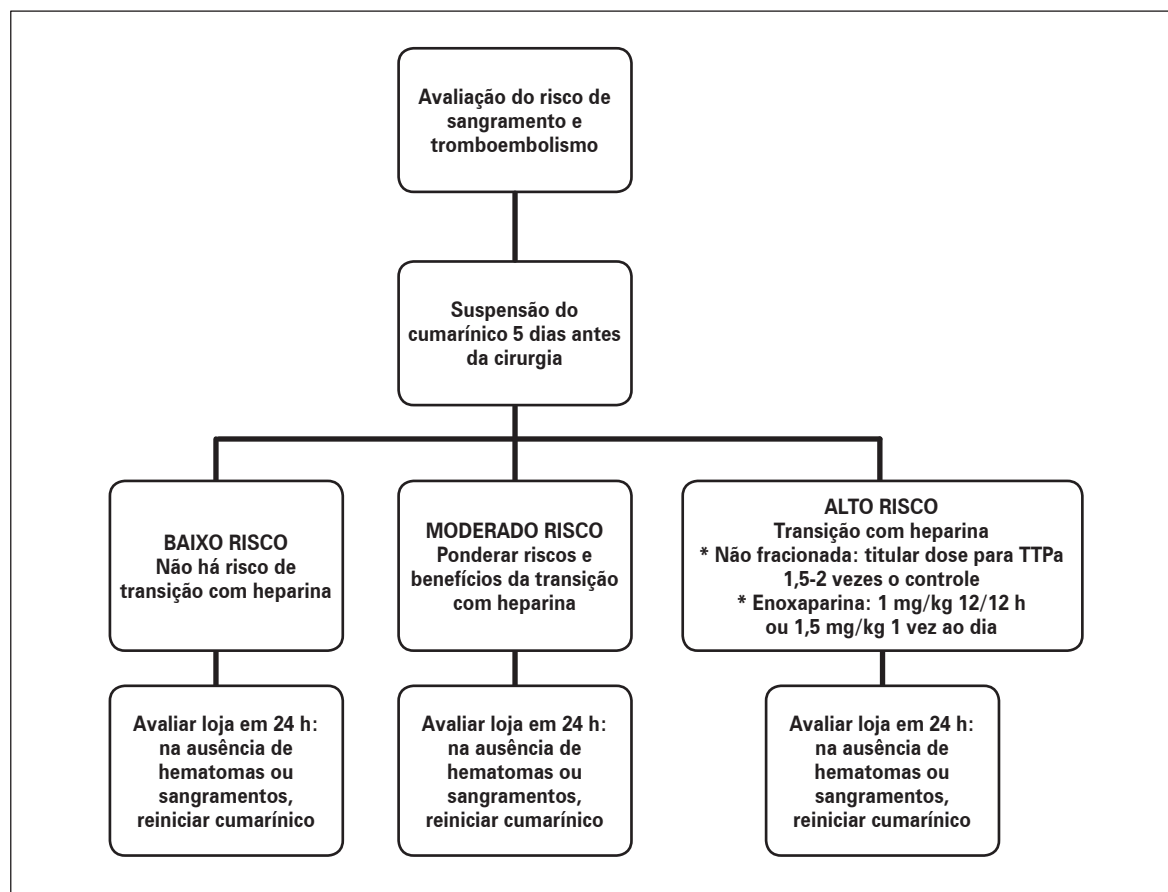 Avaliação do risco de
sangramento e
tromboembolismo
Suspensão do
cumarínico 5 dias antes
da cirurgia
BAIXO RISCO
Não há risco de
transição com heparina
MODERADO RISCO
Ponderar riscos e
benefícios da transição
com heparina
ALTO RISCO
Transição com heparina
* Não fracionada: titular dose para TTPa
1,5-2 vezes o controle
* Enoxaparina: 1 mg/kg 12/12 h
ou 1,5 mg/kg 1 vez ao dia
Avaliar loja em 24 h:
na ausência de
hematomas ou
sangramentos,
reiniciar cumarínico
Avaliar loja em 24 h:
na ausência de
hematomas ou
sangramentos,
reiniciar cumarínico
Avaliar loja em 24 h:
na ausência de
hematomas ou
sangramentos,
reiniciar cumarínico